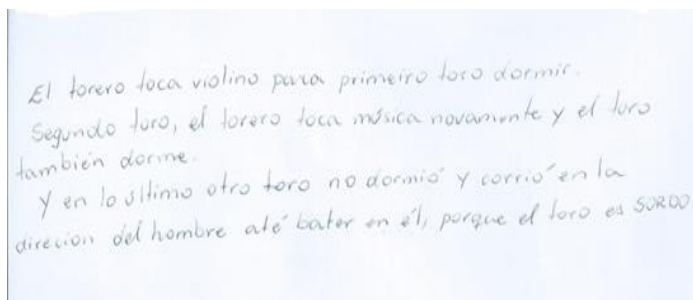 El torero toca violino para primeiro toro dormir.
Segundo toro, el torero toca música novamente y el toro
también dorme.
Y en lo último otro toro no dormió y corrió en la
direcion del hombre até bater en él, porque el toro es SORDO